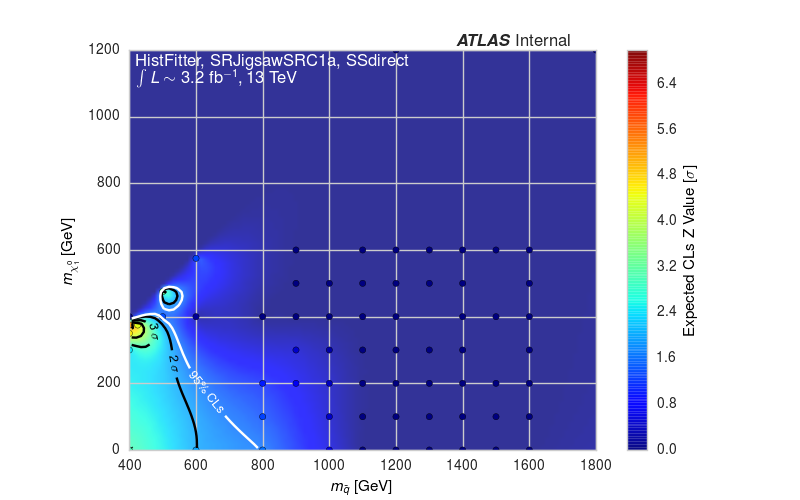 ATLAS Internal
HistFitter, SRJigsawSRC1a, SSdirect
∫ L ∼ 3.2 fb⁻¹, 13 TeV
1200
1000
800
600
400
200
0
m_χ̃₁⁰ [GeV]
3 σ
2 σ
95% CLs
400
600
800
1000
1200
1400
1600
1800
m_q̃ [GeV]
6.4
5.6
4.8
4.0
3.2
2.4
1.6
0.8
0.0
Expected CLs Z Value [σ]